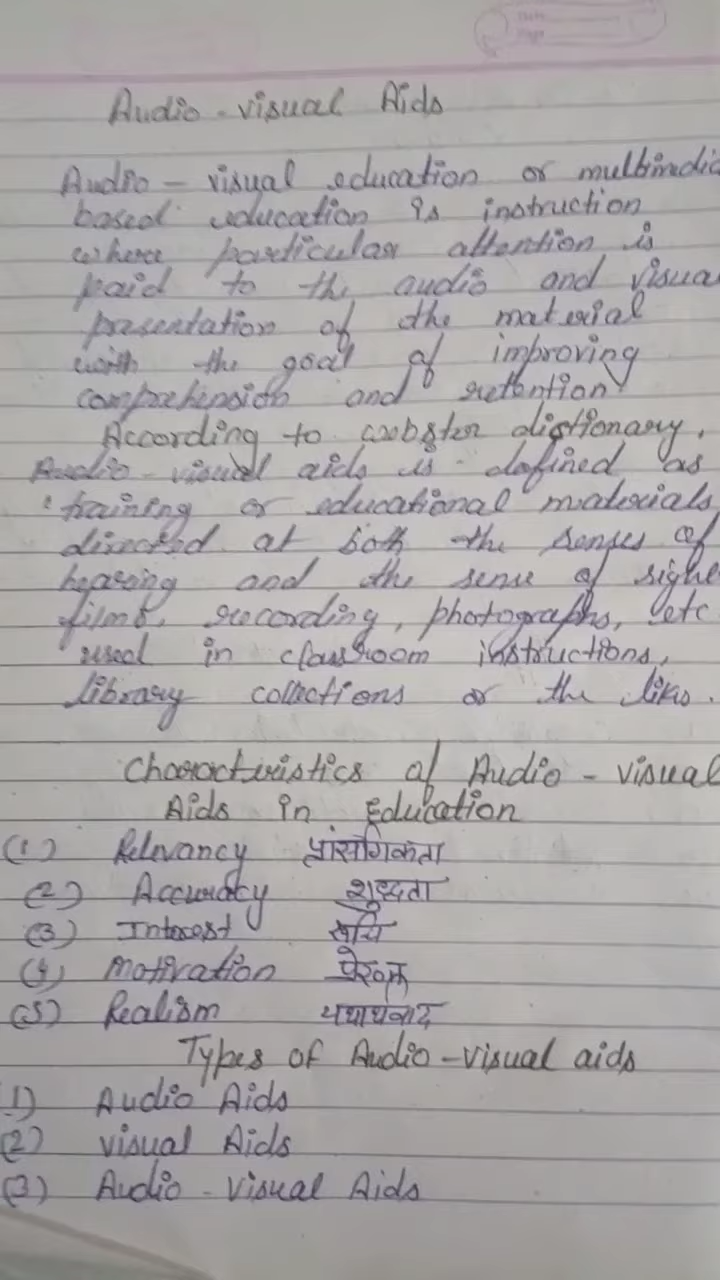 Audio - visual Aids
Audio - visual education or multimedia
based education is instruction
where particular attention is
paid to the audio and visual
presentation of the material
with the goal of improving
comprehension and retention
According to webster dictionary,
Audio - visual aids is defined as
training or educational materials,
directed at both the senses of
hearing and the sense of sight
films, recording, photographs, etc
used in classroom instructions,
library collections or the likes.
Characteristics of Audio - visual
Aids in Education
(1) Relevancy प्रांसगिकता
(2) Accuracy शुध्दता
(3) Interest रूचि
(4) Motivation
(5) Realism यथार्थवाद
Types of Audio - visual aids
1) Audio Aids
(2) visual Aids
(3) Audio - visual Aids